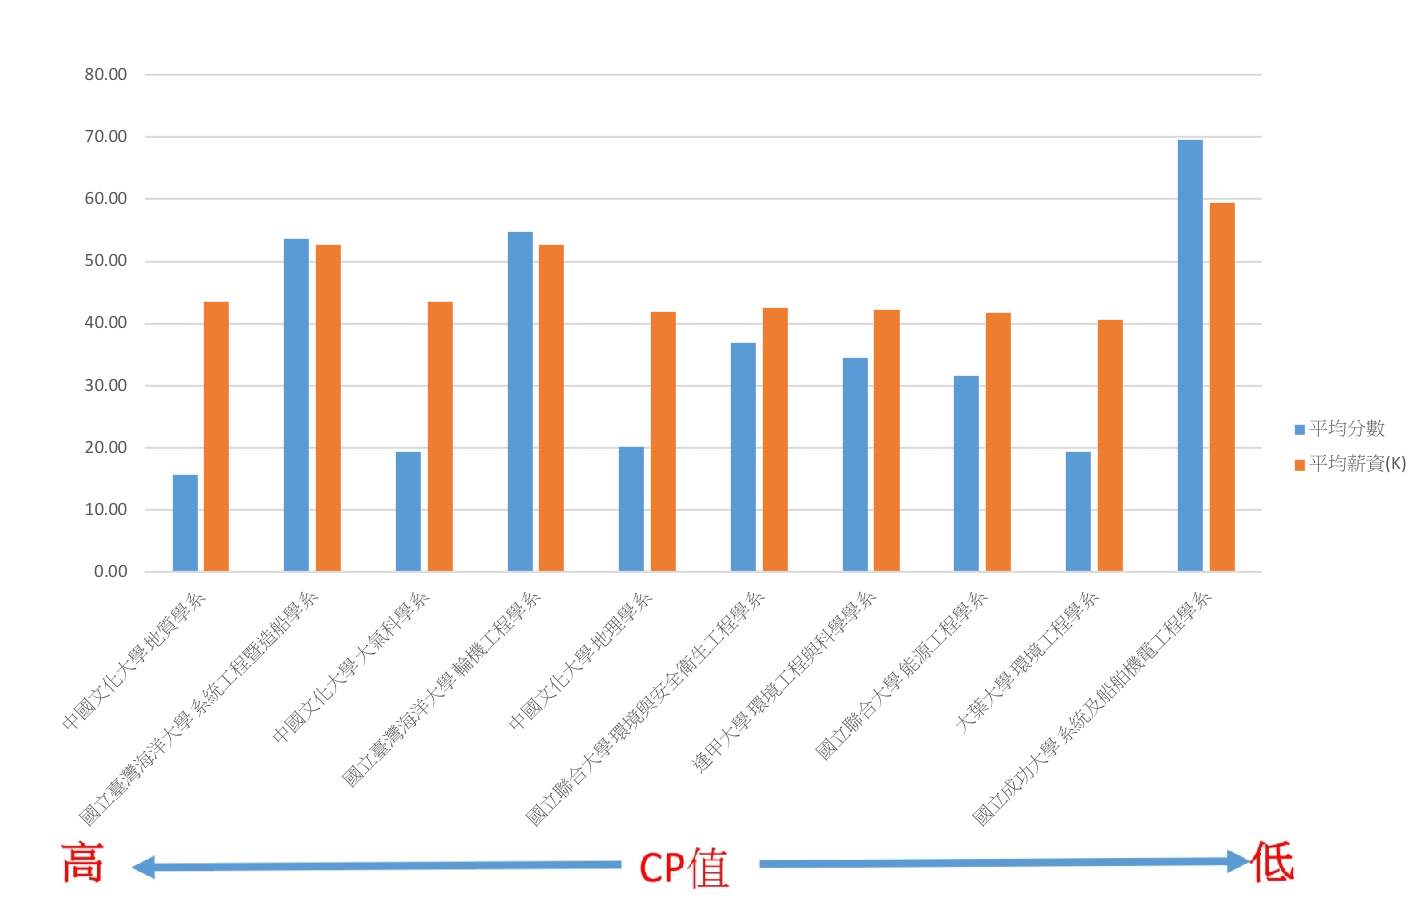 80.00
70.00
60.00
50.00
40.00
30.00
20.00
10.00
0.00
中國文化大學 地質學系
國立臺灣海洋大學 系統工程暨造船學系
中國文化大學 大氣科學系
國立臺灣海洋大學 輪機工程學系
中國文化大學 地理學系
國立聯合大學 環境與安全衛生工程學系
逢甲大學 環境工程與科學學系
國立聯合大學 能源工程學系
大葉大學 環境工程學系
國立成功大學 系統及船舶機電工程學系
平均分數
平均薪資(K)
高 CP值 低